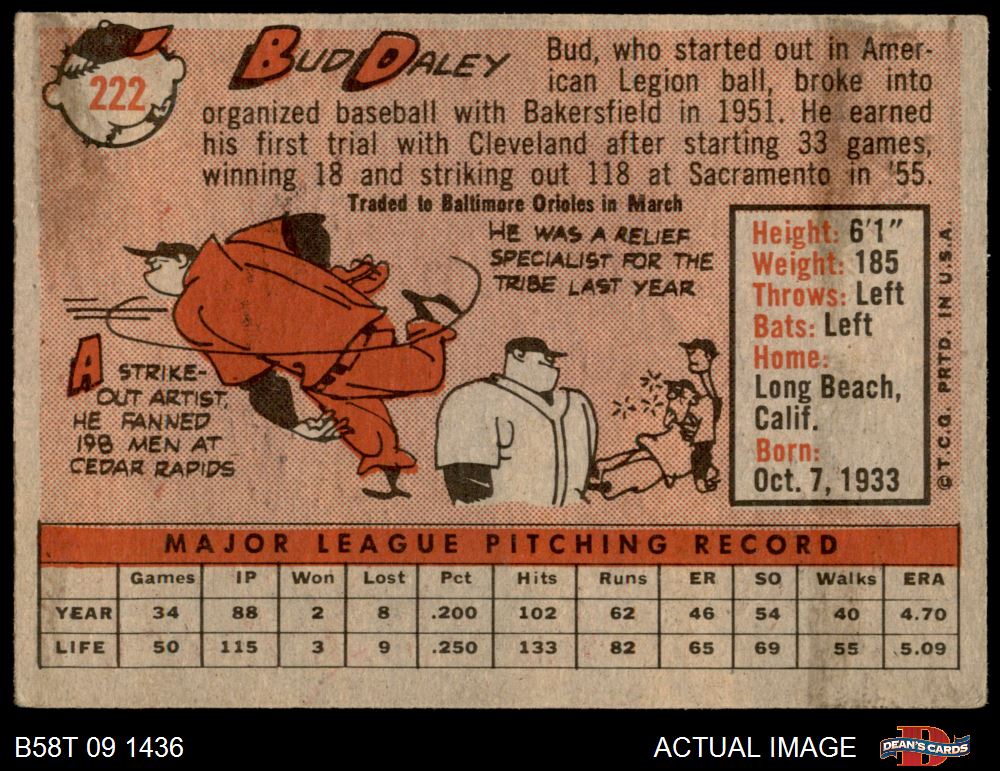 222
BUD DALEY
Bud, who started out in Amer-
ican Legion ball, broke into
organized baseball with Bakersfield in 1951. He earned
his first trial with Cleveland after starting 33 games,
winning 18 and striking out 118 at Sacramento in '55.
Traded to Baltimore Orioles in March
HE WAS A RELIEF
SPECIALIST FOR THE
TRIBE LAST YEAR
A STRIKE-
OUT ARTIST,
HE FANNED
198 MEN AT
CEDAR RAPIDS
Height: 6'1"
Weight: 185
Throws: Left
Bats: Left
Home:
Long Beach,
Calif.
Born:
Oct. 7, 1933
© T.C.G. PRTD. IN U.S.A.
MAJOR LEAGUE PITCHING RECORD
Games IP Won Lost Pct Hits Runs ER SO Walks ERA
YEAR 34 88 2 8 .200 102 62 46 54 40 4.70
LIFE 50 115 3 9 .250 133 82 65 69 55 5.09
B58T 09 1436
ACTUAL IMAGE
DEAN'S CARDS